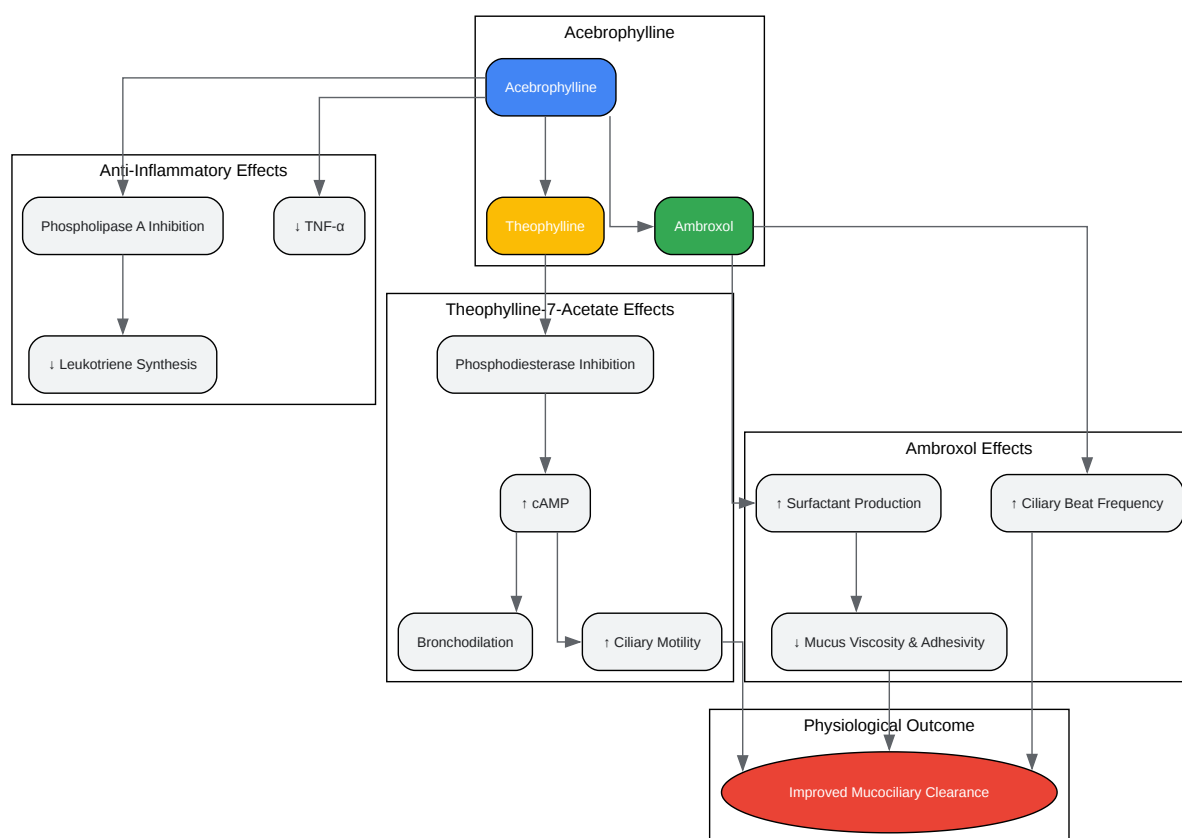 Acebrophylline
Acebrophylline
Anti-Inflammatory Effects
Phospholipase A Inhibition
↓ TNF-α
Theophylline
Ambroxol
Theophylline-7-Acetate Effects
↓ Leukotriene Synthesis
Phosphodiesterase Inhibition
Ambroxol Effects
↑ cAMP
↑ Surfactant Production
↑ Ciliary Beat Frequency
Bronchodilation
↑ Ciliary Motility
↓ Mucus Viscosity & Adhesivity
Physiological Outcome
Improved Mucociliary Clearance